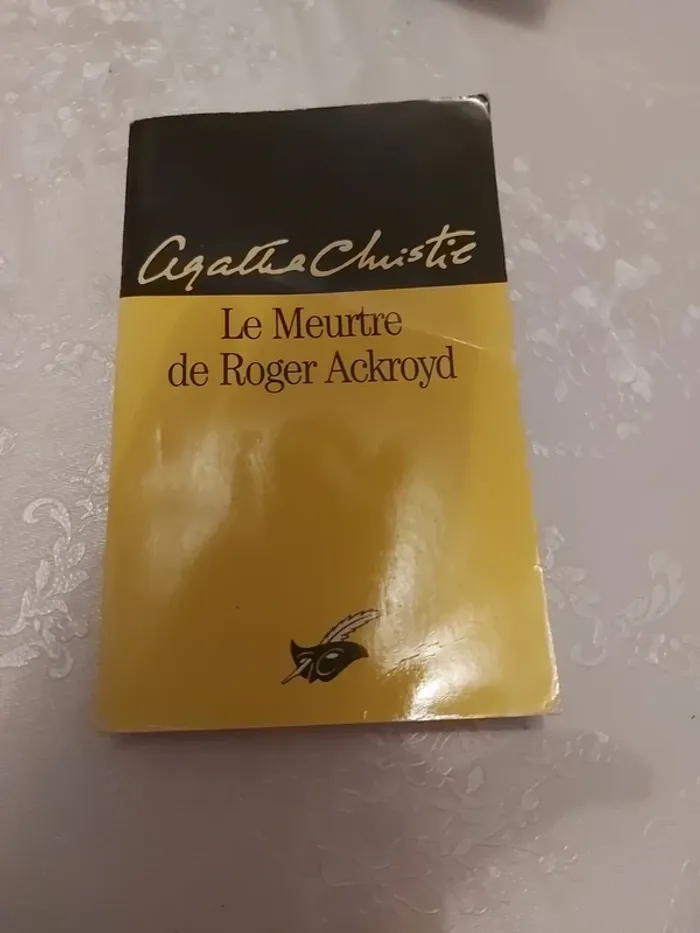 Agatha Christie
Le Meurtre
de Roger Ackroyd